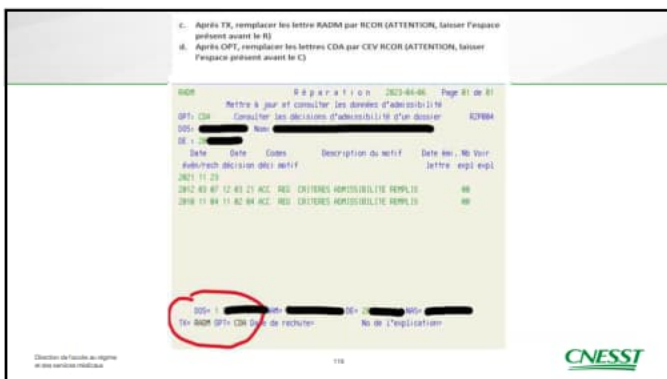 c. Après TX, remplacer les lettre RADM par RCOR (ATTENTION, laisser l'espace
présent avant le R)
d. Après OPT, remplacer les lettres CDA par CEV RCOR (ATTENTION, laisser
l'espace présent avant le C)
RADM Réparation 2023-04-06 Page 01 de 01
Mettre à jour et consulter les données d'admissibilité
OPT: CDA Consulter les décisions d'admissibilité d'un dossier
DOS: Nom:
DE : 20
Date Date Codes Description du motif Date émi. Nb Voir
évén/rech décision déci motif lettre expl expl
2021 11 23
2012 03 07 12 03 21 ACC REG CRITERES ADMISSIBILITE REMPLIS 00
2010 11 04 11 02 04 ACC REG CRITERES ADMISSIBILITE REMPLIS 00
DOS= 1 DE= 2 NAS=
TX= RADM OPT= CDA Date de rechute= No de l'explication=
Direction de l'accès au régime
et des services médicaux
116
CNESST